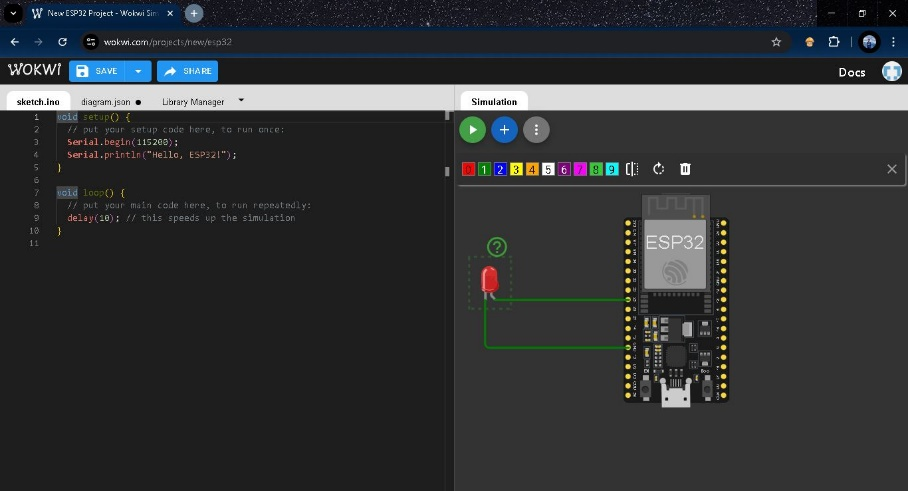 New ESP32 Project - Wokwi Sim
wokwi.com/projects/new/esp32
WOKWi
SAVE
SHARE
Docs
sketch.ino
diagram.json
Library Manager
Simulation
1 void setup() {
2 // put your setup code here, to run once:
3 Serial.begin(115200);
4 Serial.println("Hello, ESP32!");
5 }
6
7 void loop() {
8 // put your main code here, to run repeatedly:
9 delay(10); // this speeds up the simulation
10 }
11
0 1 2 3 4 5 6 7 8 9
?
ESP32